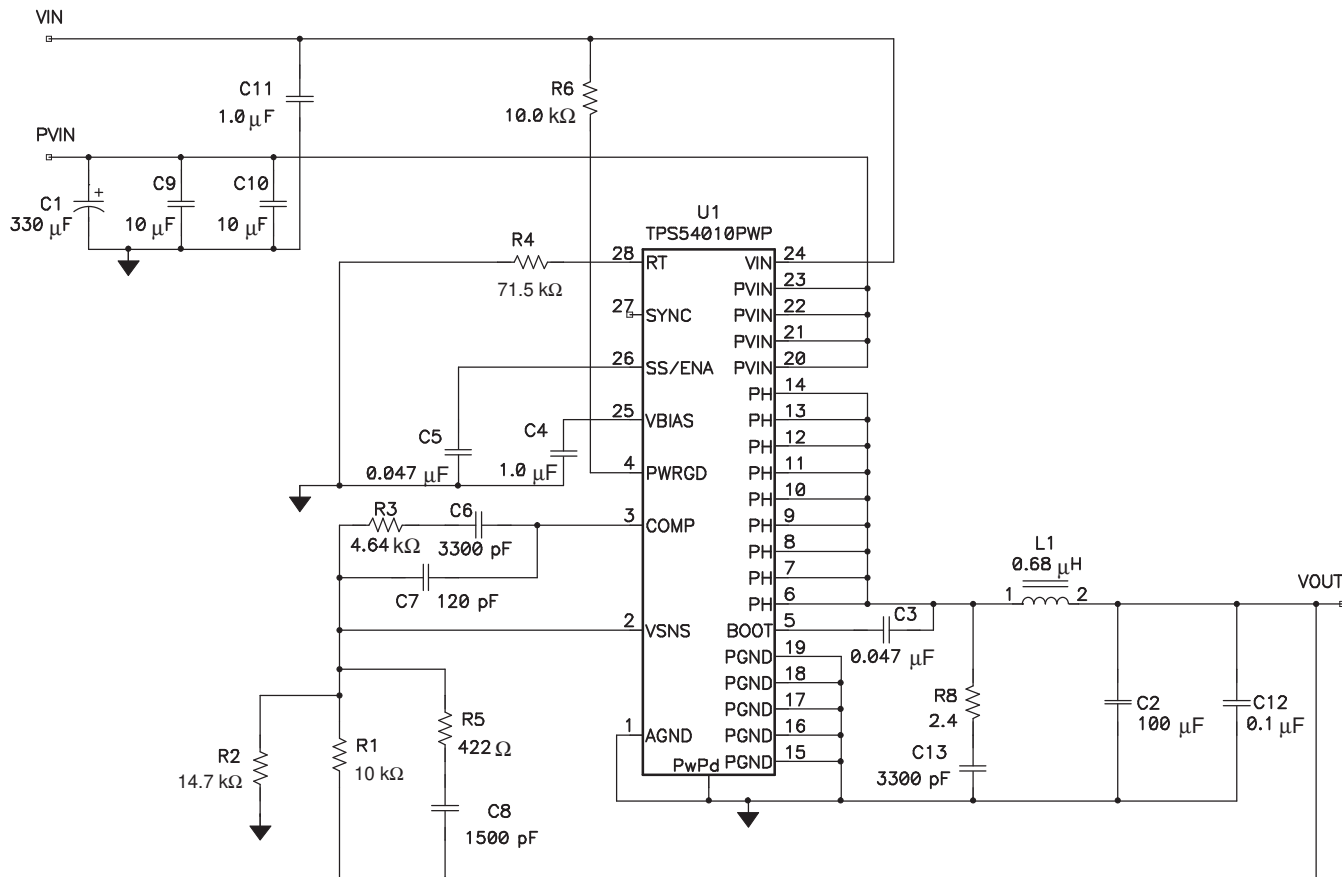 VIN
C11
1.0 μF
R6
10.0 kΩ
PVIN
C1
330 μF
+
C9
10 μF
C10
10 μF
U1
TPS54010PWP
R4
71.5 kΩ
28 RT
27 SYNC
26 SS/ENA
25 VBIAS
4 PWRGD
3 COMP
2 VSNS
1 AGND
VIN 24
PVIN 23
PVIN 22
PVIN 21
PVIN 20
PH 14
PH 13
PH 12
PH 11
PH 10
PH 9
PH 8
PH 7
PH 6
BOOT 5
PGND 19
PGND 18
PGND 17
PGND 16
PGND 15
PwPd
C5
0.047 μF
C4
1.0 μF
R3
4.64 kΩ
C6
3300 pF
C7
120 pF
R2
14.7 kΩ
R1
10 kΩ
R5
422 Ω
C8
1500 pF
C3
0.047 μF
L1
0.68 μH
1
2
VOUT
R8
2.4
C13
3300 pF
C2
100 μF
C12
0.1 μF